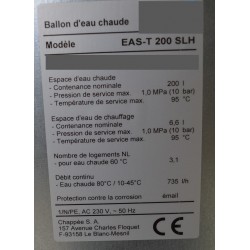 Ballon d'eau chaude
Modèle EAS-T 200 SLH
Espace d'eau chaude
- Contenance nominale 200 l
- Pression de service max. 1,0 MPa (10 bar)
- Température de service max. 95 °C
Espace d'eau de chauffage
- Contenance nominale 6,6 l
- Pression de service max. 1,0 MPa (10 bar)
- Température de service max. 95 °C
Nombre de logements NL
- pour eau chaude 60 °C 3,1
Débit continu
- Eau chaude 80°C / 10-45°C 735 l/h
Protection contre la corrosion émail
1/N/PE, AC 230 V, ~ 50 Hz
Chappée S. A.
157 Avenue Charles Floquet
F-93158 Le Blanc-Mesnil